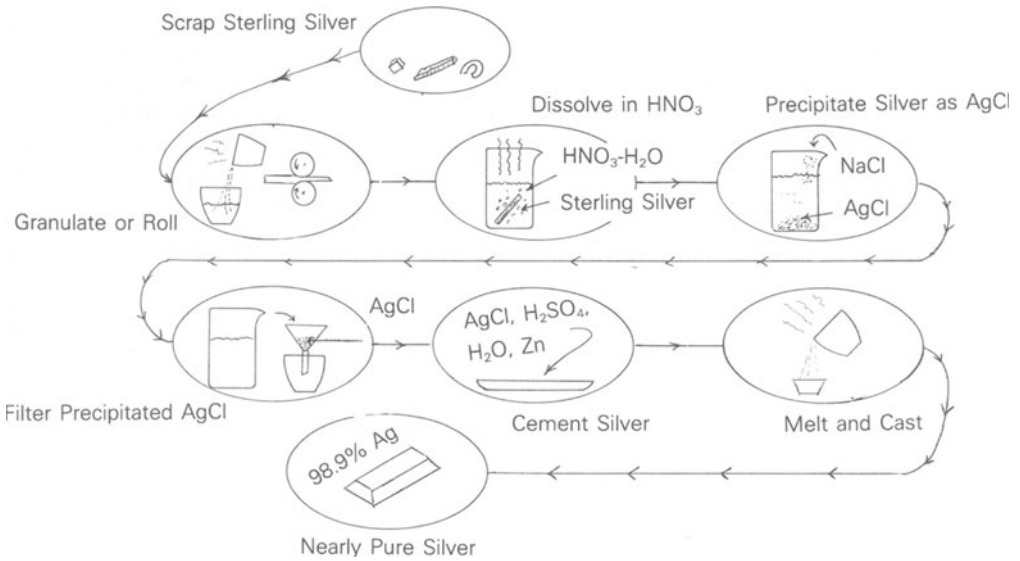 Scrap Sterling Silver
Dissolve in HNO₃
Precipitate Silver as AgCl
HNO₃-H₂O
Sterling Silver
NaCl
AgCl
Granulate or Roll
AgCl
AgCl, H₂SO₄,
H₂O, Zn
Filter Precipitated AgCl
Cement Silver
Melt and Cast
98.9% Ag
Nearly Pure Silver